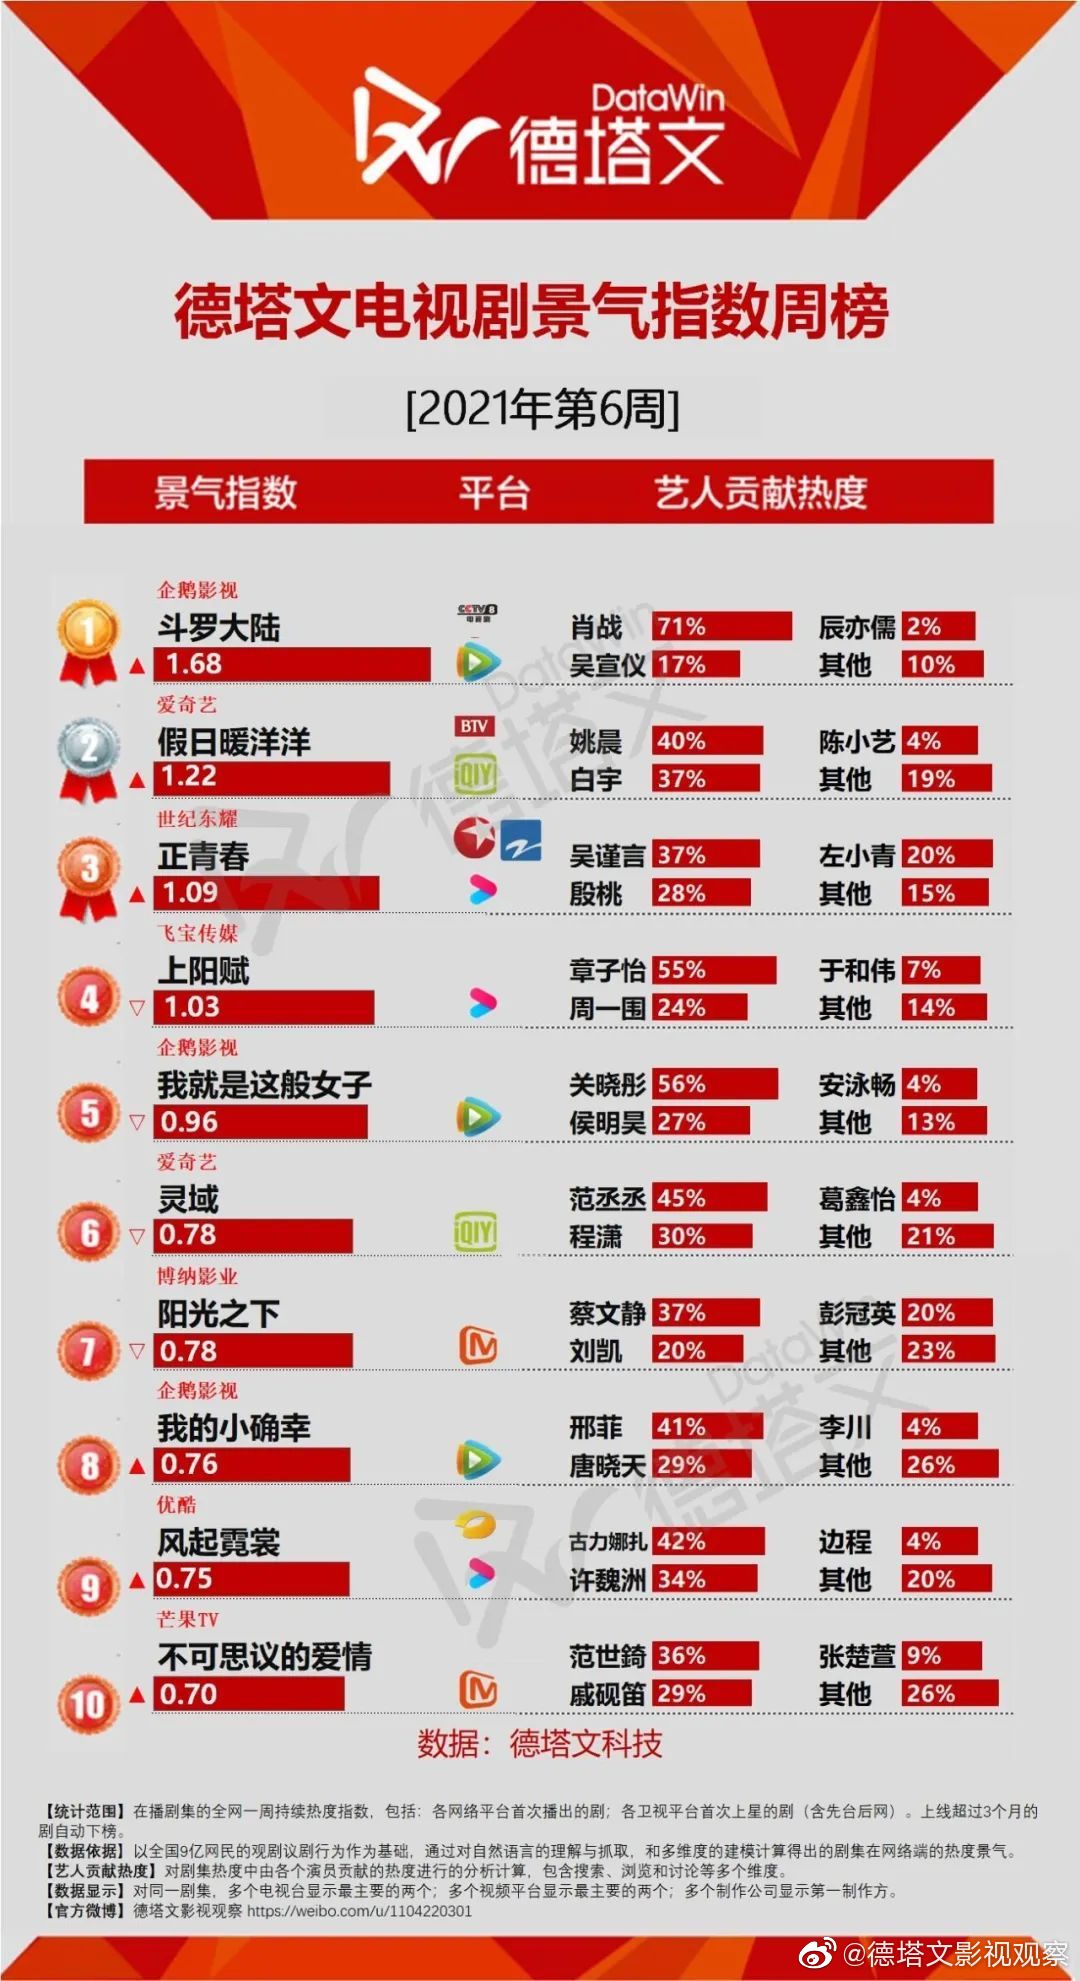 DataWin
德塔文
德塔文电视剧景气指数周榜
[2021年第6周]
景气指数 平台 艺人贡献热度
企鹅影视
1 斗罗大陆 CCTV 8 电视剧 肖战 71% 辰亦儒 2%
1.68 吴宣仪 17% 其他 10%
爱奇艺
2 假日暖洋洋 BTV 姚晨 40% 陈小艺 4%
1.22 iQIY 白宇 37% 其他 19%
世纪东耀
3 正青春 吴谨言 37% 左小青 20%
1.09 殷桃 28% 其他 15%
飞宝传媒
4 上阳赋 章子怡 55% 于和伟 7%
1.03 周一围 24% 其他 14%
企鹅影视
5 我就是这般女子 关晓彤 56% 安泳畅 4%
0.96 侯明昊 27% 其他 13%
爱奇艺
6 灵域 范丞丞 45% 葛鑫怡 4%
0.78 iQIY 程潇 30% 其他 21%
博纳影业
7 阳光之下 蔡文静 37% 彭冠英 20%
0.78 刘凯 20% 其他 23%
企鹅影视
8 我的小确幸 邢菲 41% 李川 4%
0.76 唐晓天 29% 其他 26%
优酷
9 风起霓裳 古力娜扎 42% 边程 4%
0.75 许魏洲 34% 其他 20%
芒果TV
10 不可思议的爱情 范世錡 36% 张楚萱 9%
0.70 戚砚笛 29% 其他 26%
数据：德塔文科技
【统计范围】在播剧集的全网一周持续热度指数，包括：各网络平台首次播出的剧；各卫视平台首次上星的剧（含先台后网）。上线超过3个月的
剧自动下榜。
【数据依据】以全国9亿网民的观剧议剧行为作为基础，通过对自然语言的理解与抓取，和多维度的建模计算得出的剧集在网络端的热度景气。
【艺人贡献热度】对剧集热度中由各个演员贡献的热度进行的分析计算，包含搜索、浏览和讨论等多个维度。
【数据显示】对同一剧集，多个电视台显示最主要的两个；多个视频平台显示最主要的两个；多个制作公司显示第一制作方。
【官方微博】德塔文影视观察 https://weibo.com/u/1104220301
@德塔文影视观察